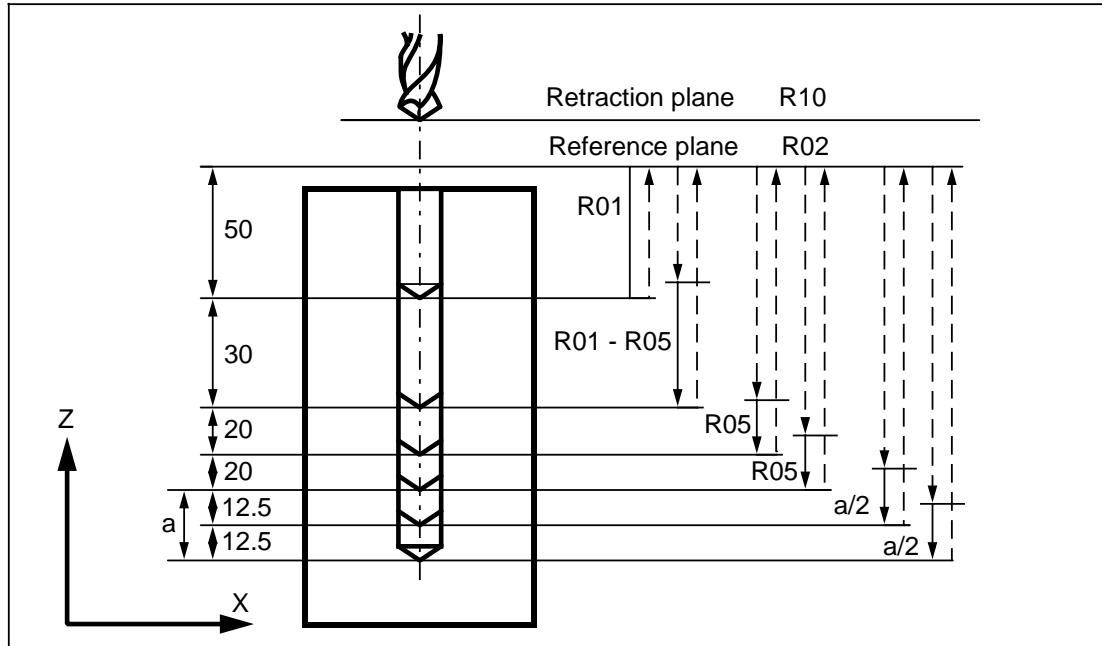 Retraction plane R10
Reference plane R02
R01
50
R01 - R05
30
20
R05
Z
20
R05
12.5
a
a/2
12.5
a/2
X